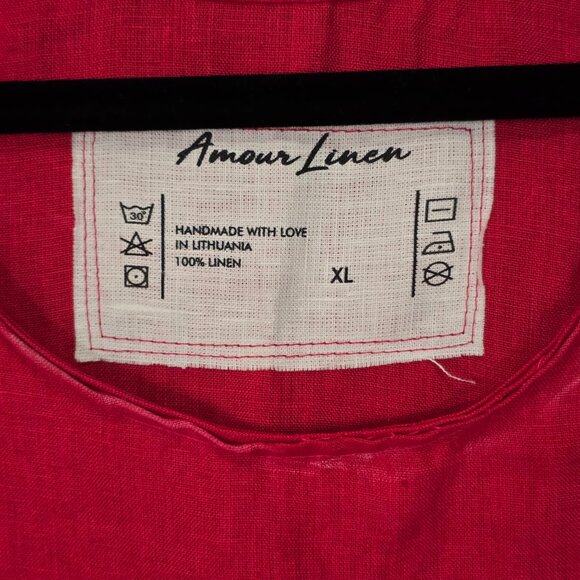 Amour Linen
30°
HANDMADE WITH LOVE
IN LITHUANIA
100% LINEN
XL